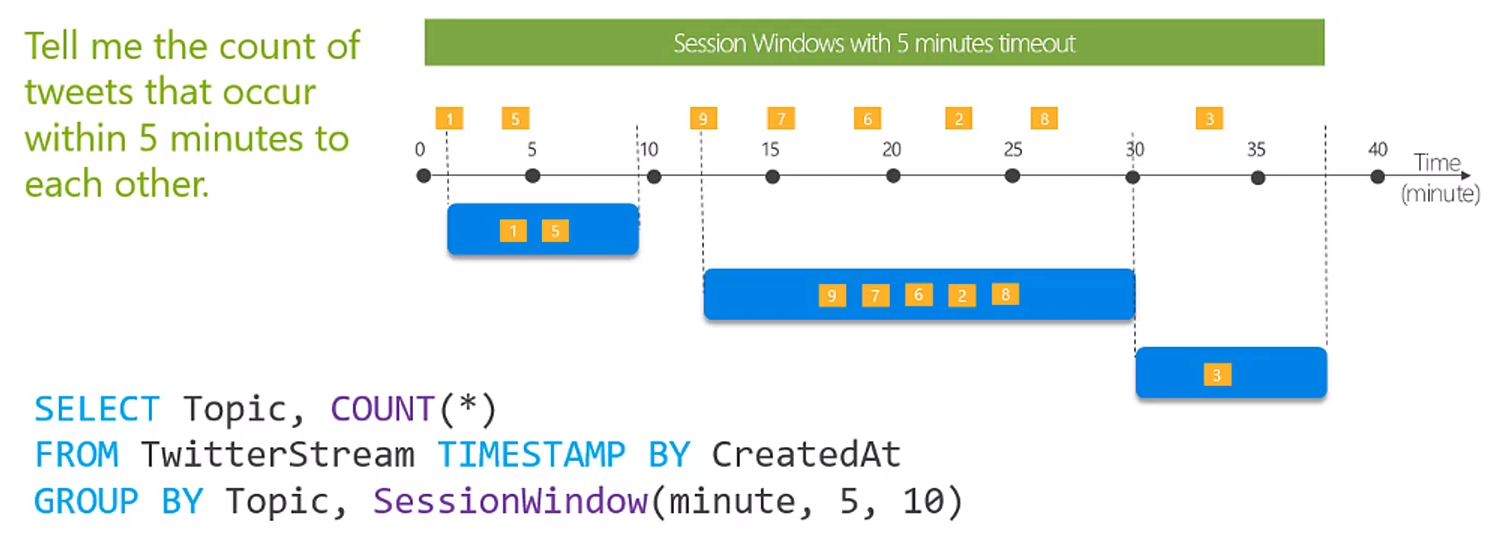 Tell me the count of
tweets that occur
within 5 minutes to
each other.
Session Windows with 5 minutes timeout
1 5 9 7 6 2 8 3
0 5 10 15 20 25 30 35 40 Time
(minute)
1 5
9 7 6 2 8
3
SELECT Topic, COUNT(*)
FROM TwitterStream TIMESTAMP BY CreatedAt
GROUP BY Topic, SessionWindow(minute, 5, 10)